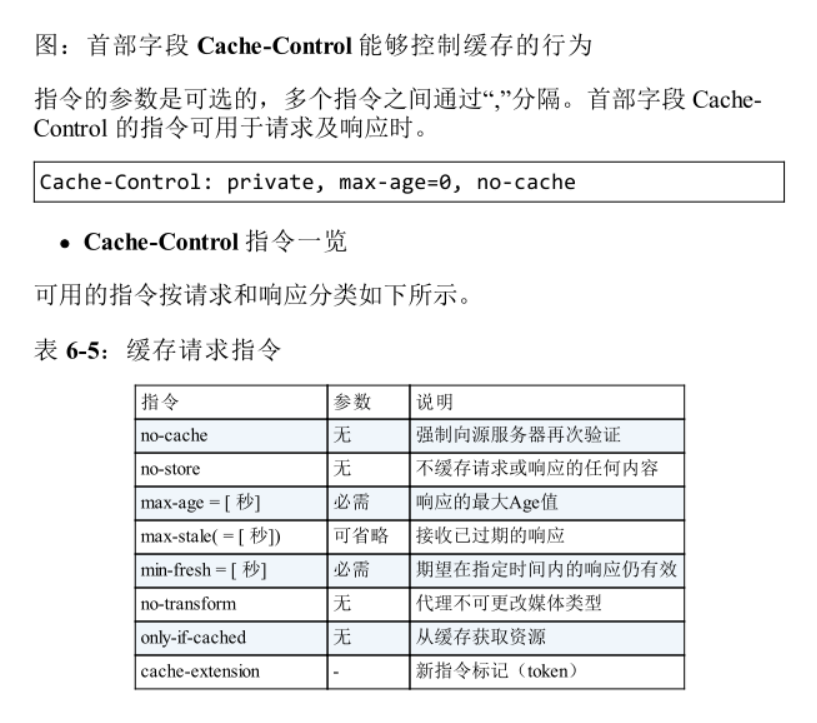 图：首部字段 Cache-Control 能够控制缓存的行为
指令的参数是可选的，多个指令之间通过“,”分隔。首部字段 Cache-
Control 的指令可用于请求及响应时。
Cache-Control: private, max-age=0, no-cache
• Cache-Control 指令一览
可用的指令按请求和响应分类如下所示。
表 6-5：缓存请求指令
指令 参数 说明
no-cache 无 强制向源服务器再次验证
no-store 无 不缓存请求或响应的任何内容
max-age = [ 秒] 必需 响应的最大Age值
max-stale( = [ 秒]) 可省略 接收已过期的响应
min-fresh = [ 秒] 必需 期望在指定时间内的响应仍有效
no-transform 无 代理不可更改媒体类型
only-if-cached 无 从缓存获取资源
cache-extension - 新指令标记（token）